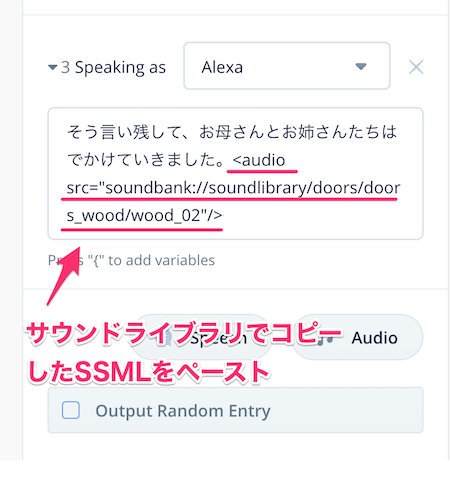 3 Speaking as
Alexa
そう言い残して、お母さんとお姉さんたちは
でかけていきました。<audio
src="soundbank://soundlibrary/doors/door
s_wood/wood_02"/>
Press "{" to add variables
サウンドライブラリでコピー
したSSMLをペースト
Speech
Audio
Output Random Entry